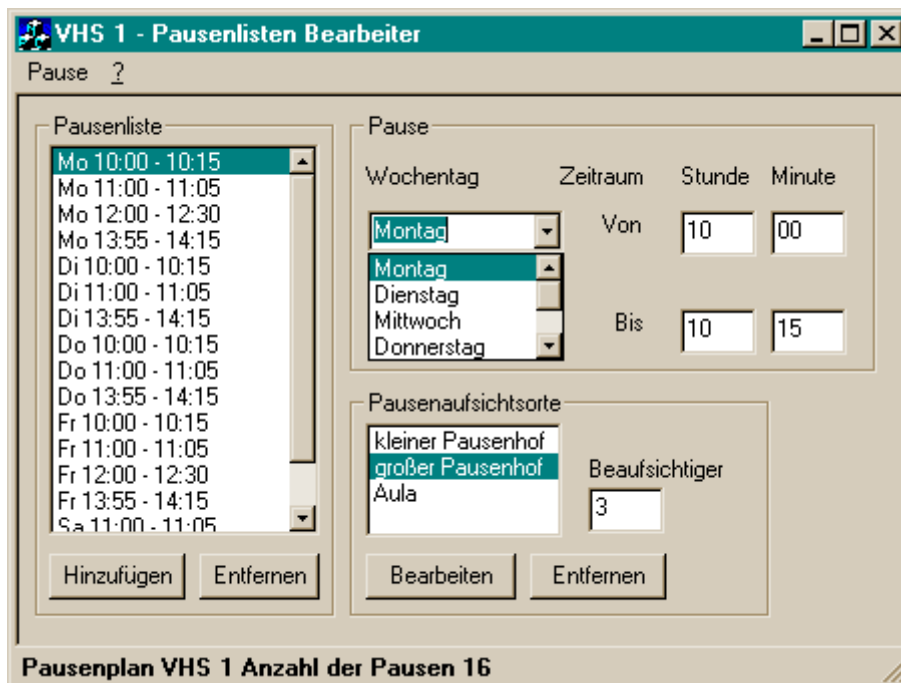 VHS 1 - Pausenlisten Bearbeiter
Pause ?
Pausenliste
Mo 10:00 - 10:15
Mo 11:00 - 11:05
Mo 12:00 - 12:30
Mo 13:55 - 14:15
Di 10:00 - 10:15
Di 11:00 - 11:05
Di 13:55 - 14:15
Do 10:00 - 10:15
Do 11:00 - 11:05
Do 13:55 - 14:15
Fr 10:00 - 10:15
Fr 11:00 - 11:05
Fr 12:00 - 12:30
Fr 13:55 - 14:15
Sa 11:00 - 11:05
Hinzufügen Entfernen
Pause
Wochentag Zeitraum Stunde Minute
Montag Von 10 00
Montag
Dienstag
Mittwoch
Donnerstag
Bis 10 15
Pausenaufsichtsorte
kleiner Pausenhof
großer Pausenhof
Aula
Beaufsichtiger
3
Bearbeiten Entfernen
Pausenplan VHS 1 Anzahl der Pausen 16